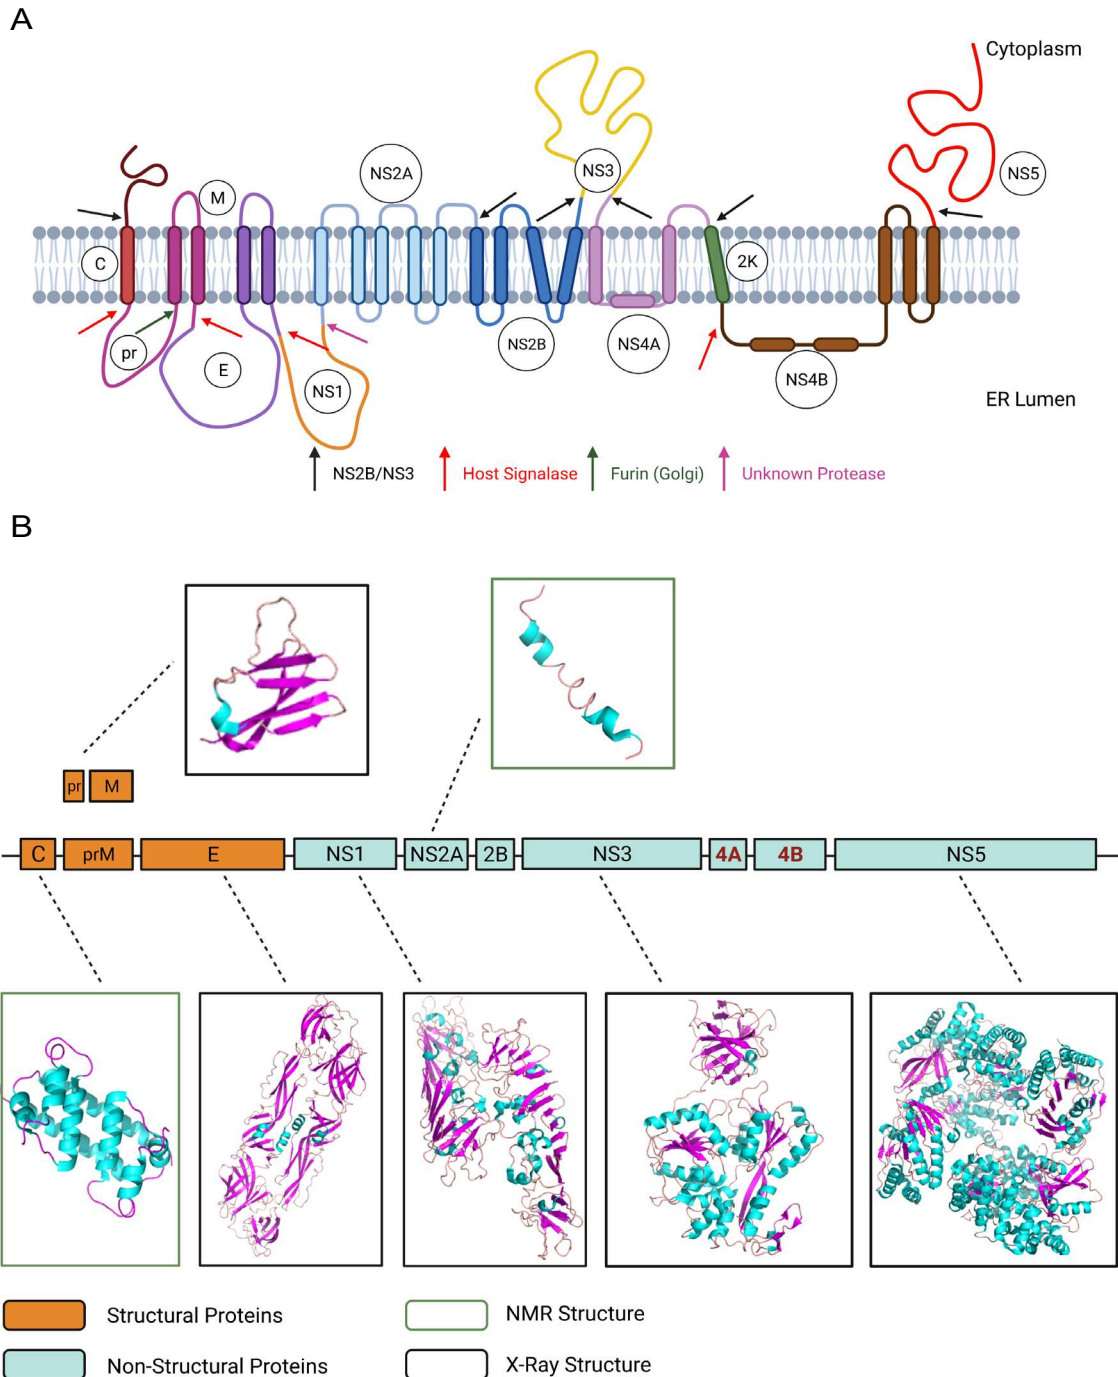 A
Cytoplasm
NS2A
NS3
NS5
M
C
2K
pr
E
NS1
NS2B
NS4A
NS4B
ER Lumen
NS2B/NS3
Host Signalase
Furin (Golgi)
Unknown Protease
B
pr
M
C
prM
E
NS1
NS2A
2B
NS3
4A
4B
NS5
Structural Proteins
NMR Structure
Non-Structural Proteins
X-Ray Structure